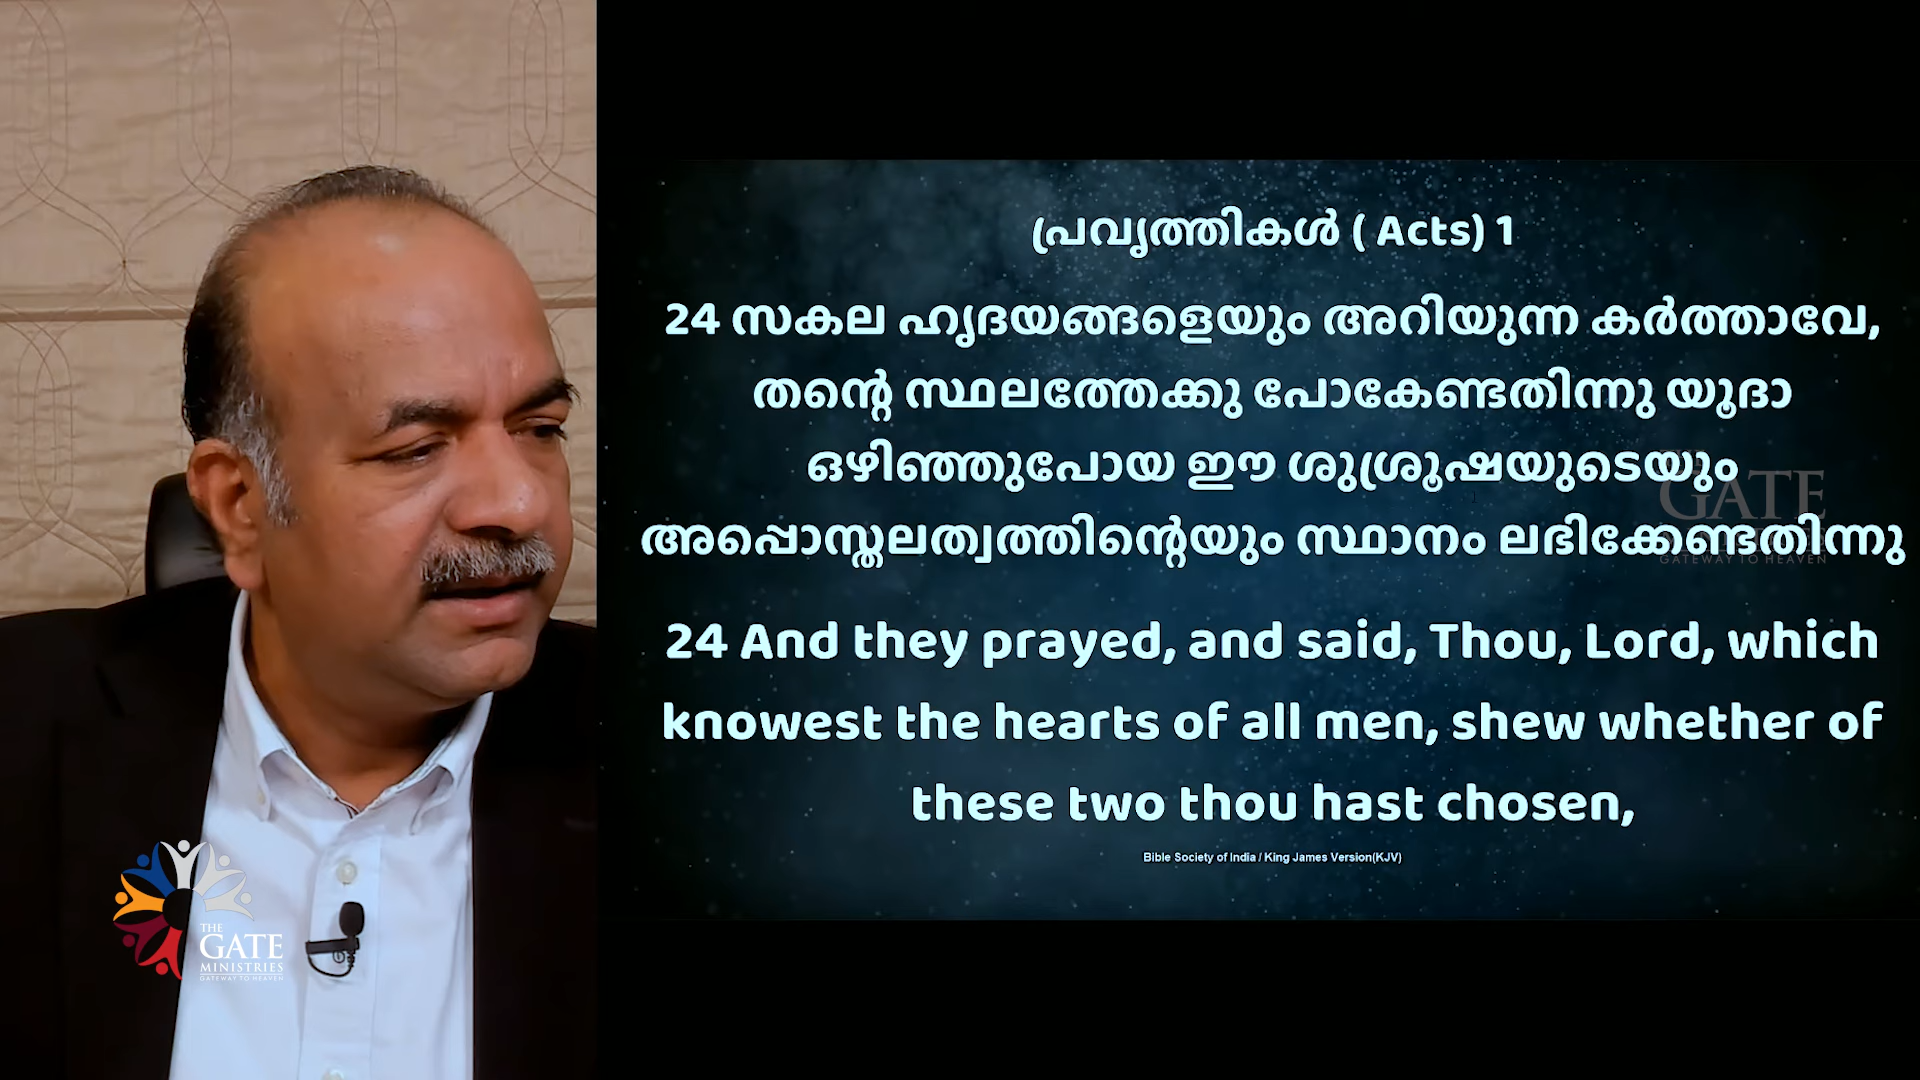 പ്രവൃത്തികൾ ( Acts) 1
24 സകല ഹൃദയങ്ങളെയും അറിയുന്ന കർത്താവേ,
തന്റെ സ്ഥലത്തേക്കു പോകേണ്ടതിന്നു യൂദാ
ഒഴിഞ്ഞുപോയ ഈ ശുശ്രൂഷയുടെയും
അപ്പൊസ്തലത്വത്തിന്റെയും സ്ഥാനം ലഭിക്കേണ്ടതിന്നു
24 And they prayed, and said, Thou, Lord, which
knowest the hearts of all men, shew whether of
these two thou hast chosen,
Bible Society of India / King James Version(KJV)
GATE
GATEWAY TO HEAVEN
THE
GATE
MINISTRIES
GATEWAY TO HEAVEN